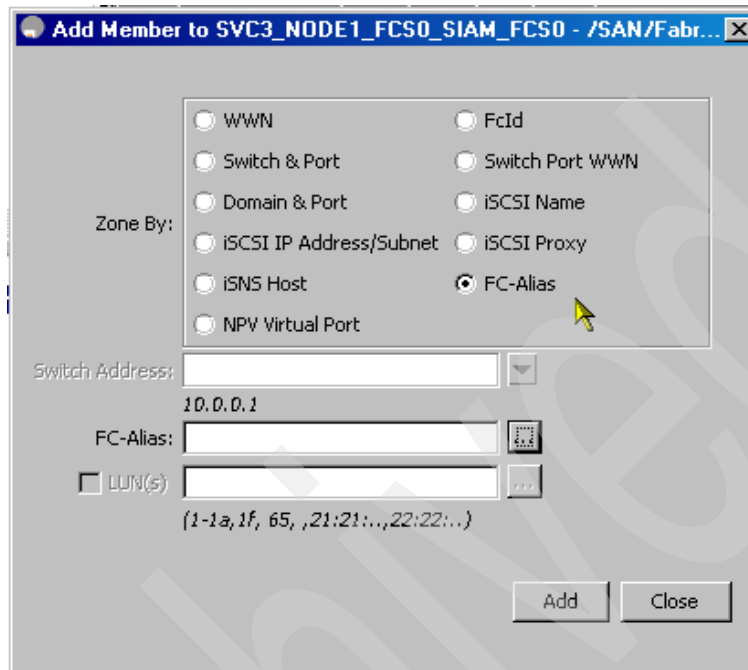 Add Member to SVC3_NODE1_FCS0_SIAM_FCS0 - /SAN/Fabr...
Zone By:
WWN
FcId
Switch & Port
Switch Port WWN
Domain & Port
iSCSI Name
iSCSI IP Address/Subnet
iSCSI Proxy
iSNS Host
FC-Alias
NPV Virtual Port
Switch Address:
10.0.0.1
FC-Alias:
...
LUN(s)
...
(1-1a,1f, 65, ,21:21:..,22:22:..)
Add
Close